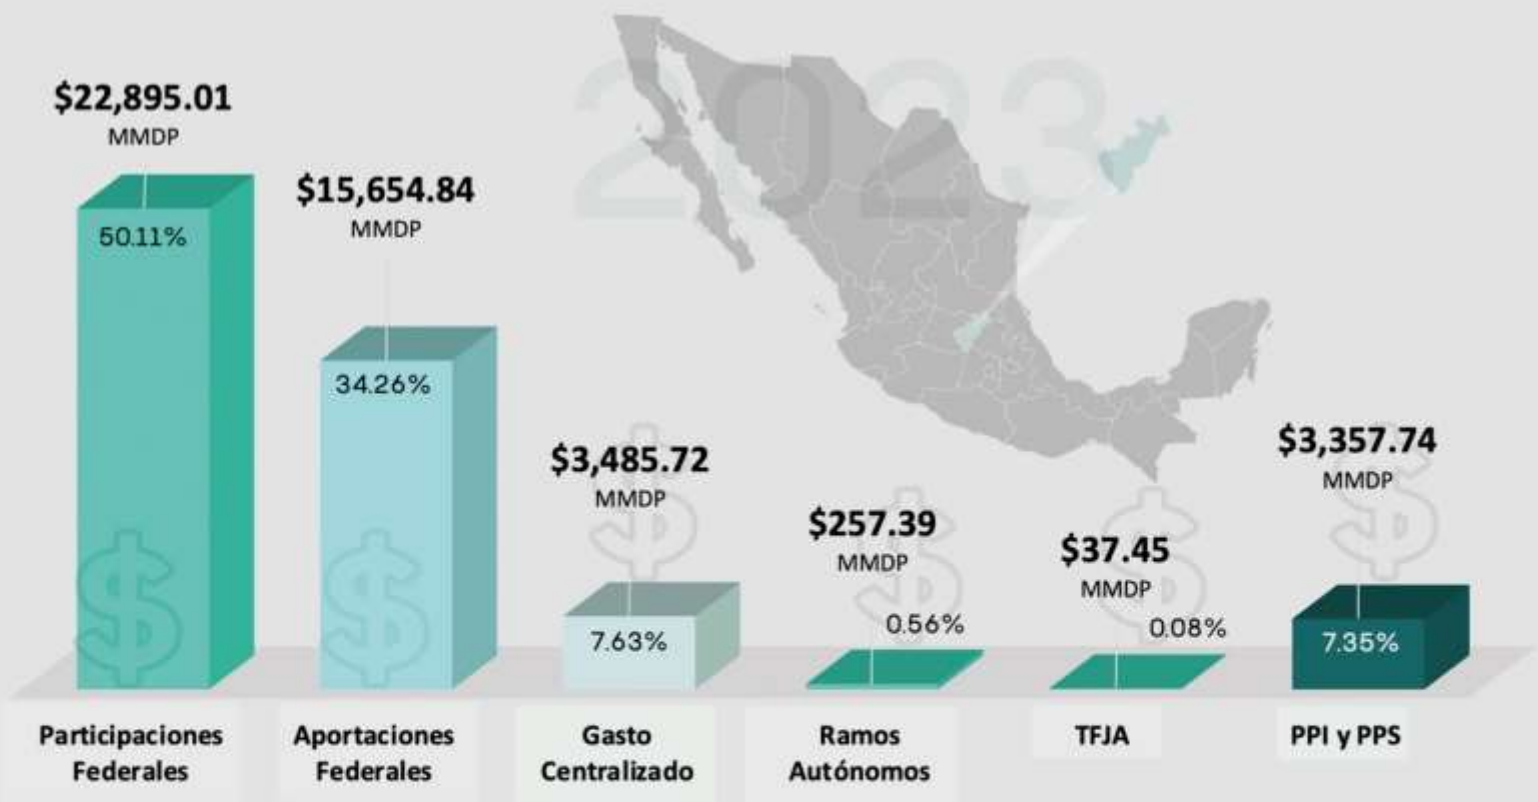 2023
$22,895.01
MMDP
50.11%
$15,654.84
MMDP
34.26%
$3,485.72
MMDP
7.63%
$257.39
MMDP
0.56%
$37.45
MMDP
0.08%
$3,357.74
MMDP
7.35%
Participaciones
Federales
Aportaciones
Federales
Gasto
Centralizado
Ramos
Autónomos
TFJA
PPI y PPS